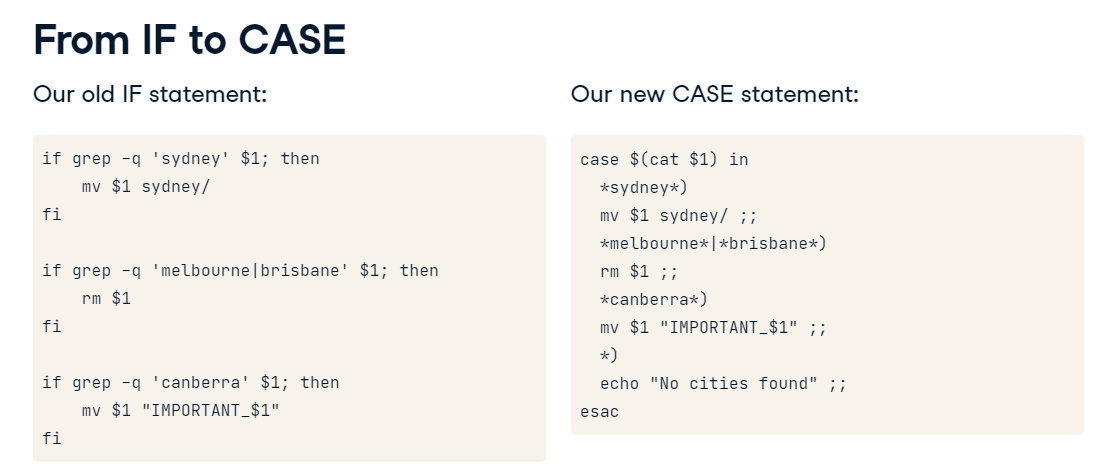 From IF to CASE
Our old IF statement:
if grep -q 'sydney' $1; then
    mv $1 sydney/
fi

if grep -q 'melbourne|brisbane' $1; then
    rm $1
fi

if grep -q 'canberra' $1; then
    mv $1 "IMPORTANT_$1"
fi
Our new CASE statement:
case $(cat $1) in
  *sydney*)
  mv $1 sydney/ ;;
  *melbourne*|*brisbane*)
  rm $1 ;;
  *canberra*)
  mv $1 "IMPORTANT_$1" ;;
  *)
  echo "No cities found" ;;
esac